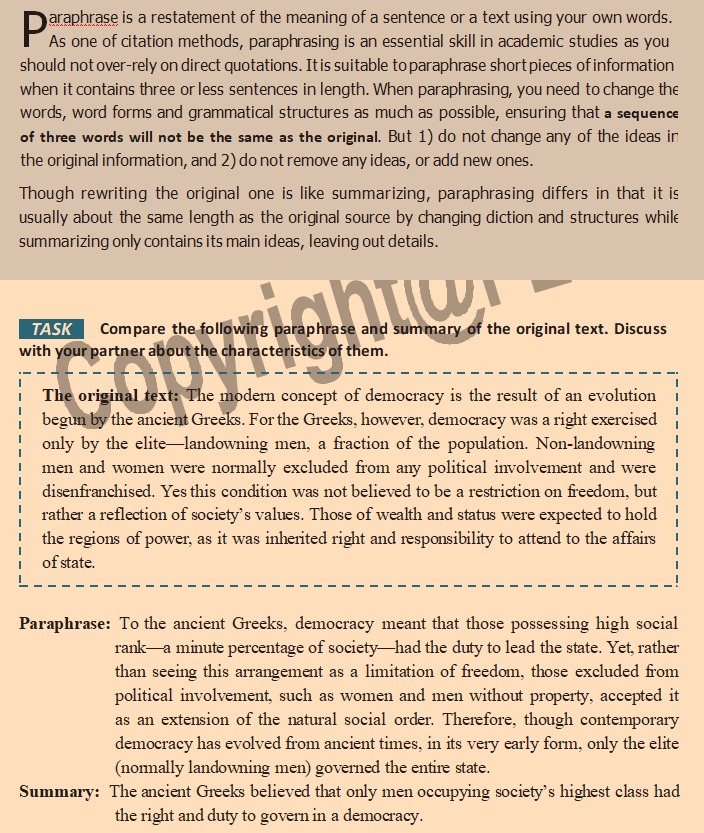 Paraphrase is a restatement of the meaning of a sentence or a text using your own words.
As one of citation methods, paraphrasing is an essential skill in academic studies as you
should not over-rely on direct quotations. It is suitable to paraphrase short pieces of information
when it contains three or less sentences in length. When paraphrasing, you need to change the
words, word forms and grammatical structures as much as possible, ensuring that a sequence
of three words will not be the same as the original. But 1) do not change any of the ideas in
the original information, and 2) do not remove any ideas, or add new ones.
Though rewriting the original one is like summarizing, paraphrasing differs in that it is
usually about the same length as the original source by changing diction and structures while
summarizing only contains its main ideas, leaving out details.
Copyright@
TASK Compare the following paraphrase and summary of the original text. Discuss
with your partner about the characteristics of them.
The original text: The modern concept of democracy is the result of an evolution
begun by the ancient Greeks. For the Greeks, however, democracy was a right exercised
only by the elite—landowning men, a fraction of the population. Non-landowning
men and women were normally excluded from any political involvement and were
disenfranchised. Yes this condition was not believed to be a restriction on freedom, but
rather a reflection of society's values. Those of wealth and status were expected to hold
the regions of power, as it was inherited right and responsibility to attend to the affairs
of state.
Paraphrase: To the ancient Greeks, democracy meant that those possessing high social
rank—a minute percentage of society—had the duty to lead the state. Yet, rather
than seeing this arrangement as a limitation of freedom, those excluded from
political involvement, such as women and men without property, accepted it
as an extension of the natural social order. Therefore, though contemporary
democracy has evolved from ancient times, in its very early form, only the elite
(normally landowning men) governed the entire state.
Summary: The ancient Greeks believed that only men occupying society's highest class had
the right and duty to govern in a democracy.